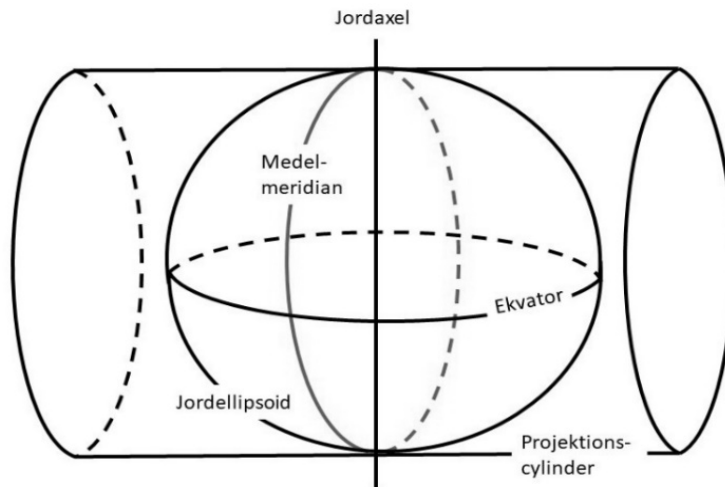 Jordaxel
Medel-
meridian
Ekvator
Jordellipsoid
Projektions-
cylinder